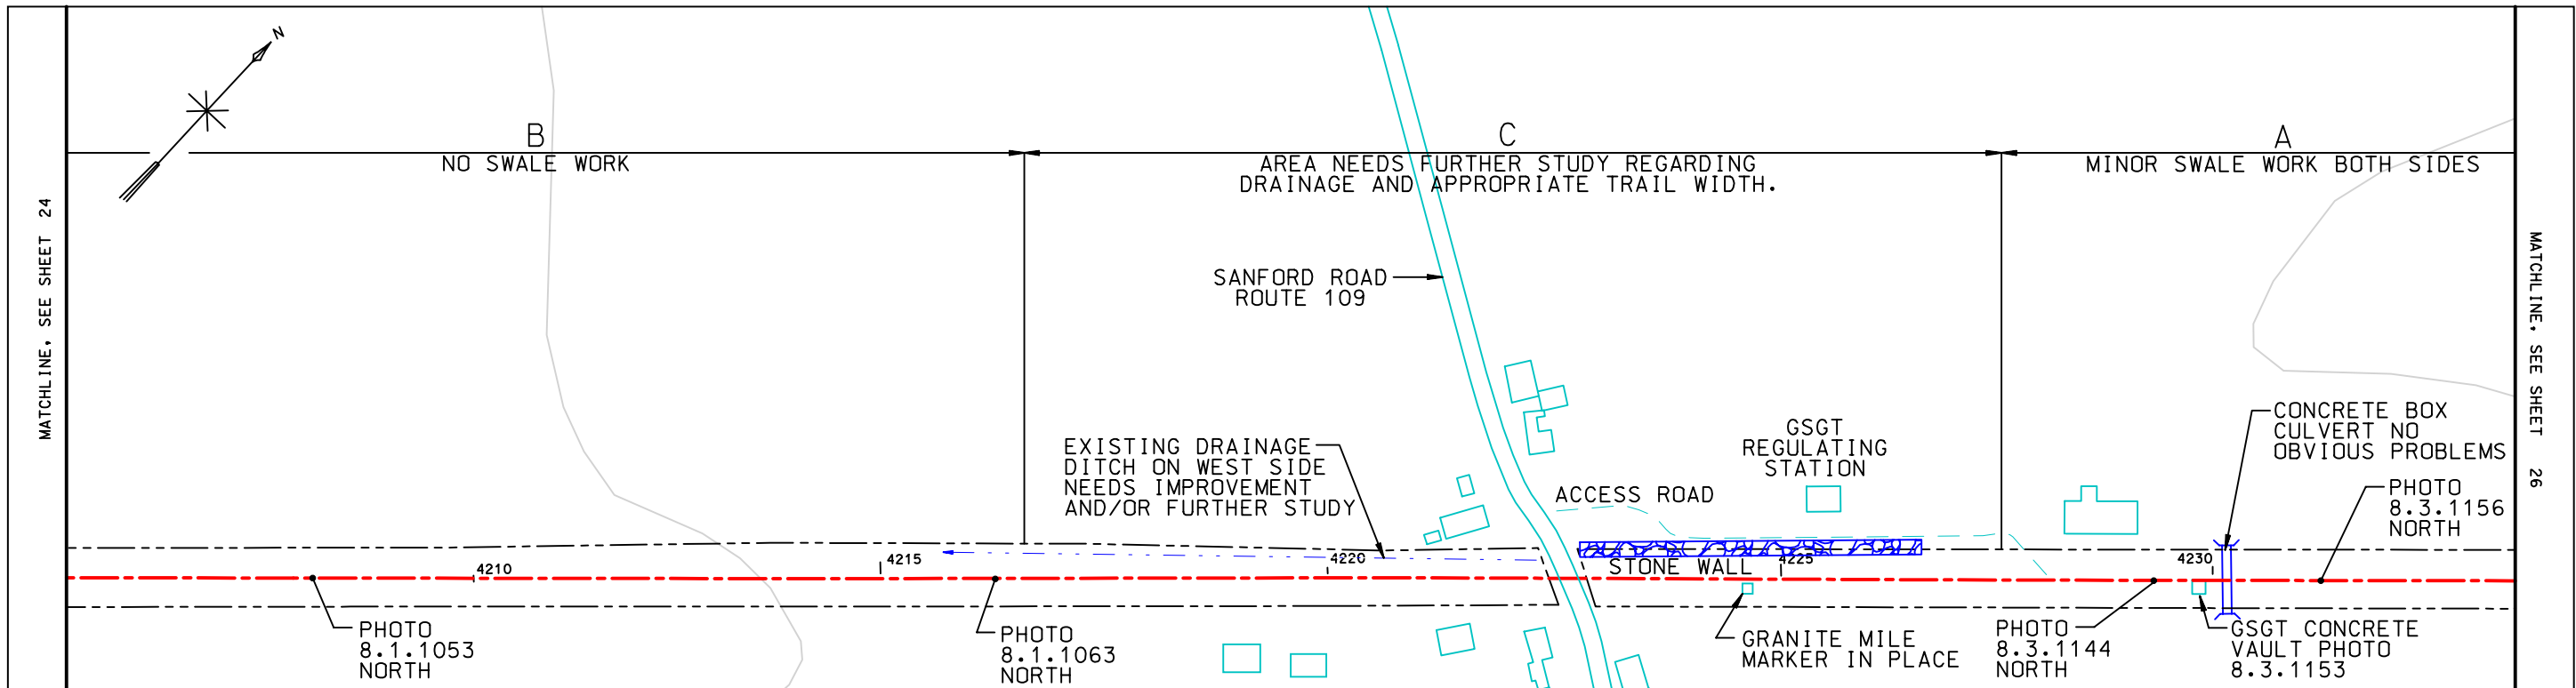 N
B
NO SWALE WORK
C
AREA NEEDS FURTHER STUDY REGARDING
DRAINAGE AND APPROPRIATE TRAIL WIDTH.
A
MINOR SWALE WORK BOTH SIDES
MATCHLINE, SEE SHEET 24
MATCHLINE, SEE SHEET 26
SANFORD ROAD
ROUTE 109
EXISTING DRAINAGE
DITCH ON WEST SIDE
NEEDS IMPROVEMENT
AND/OR FURTHER STUDY
GSGT
REGULATING
STATION
ACCESS ROAD
CONCRETE BOX
CULVERT NO
OBVIOUS PROBLEMS
PHOTO
8.3.1156
NORTH
4210
4215
4220
STONE WALL
4225
4230
PHOTO
8.1.1053
NORTH
PHOTO
8.1.1063
NORTH
GRANITE MILE
MARKER IN PLACE
PHOTO
8.3.1144
NORTH
GSGT CONCRETE
VAULT PHOTO
8.3.1153